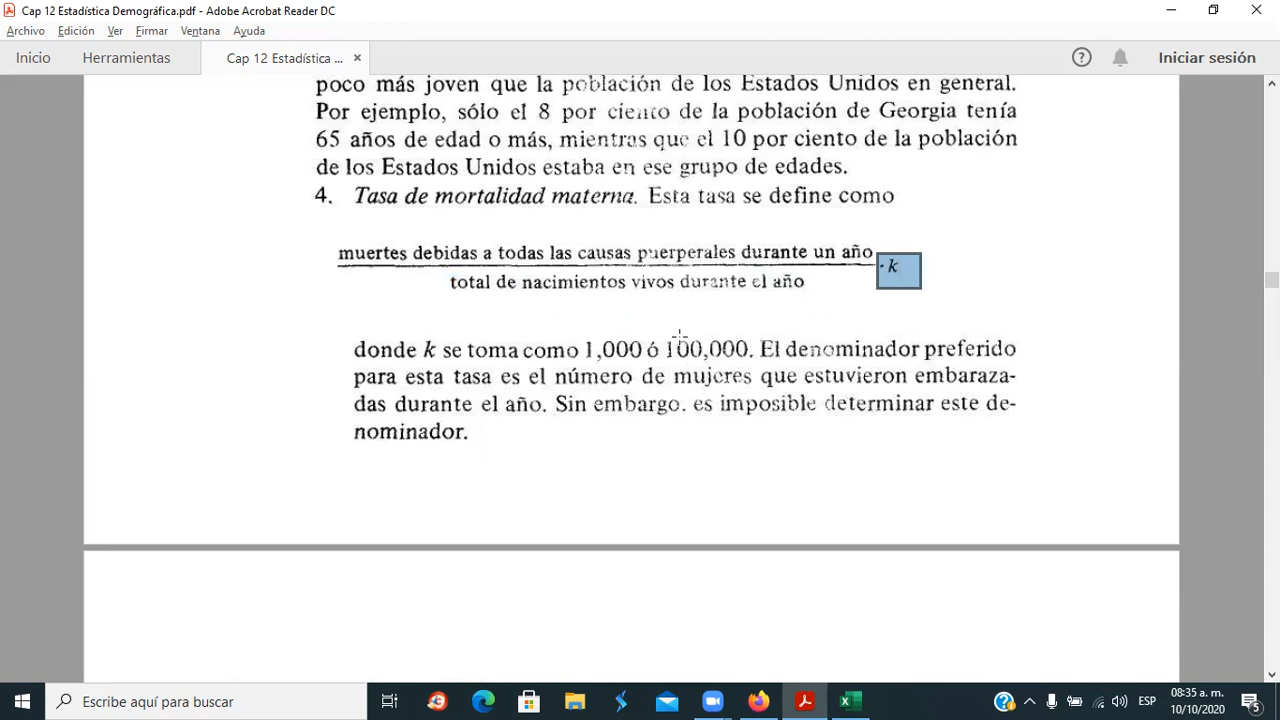 Cap 12 Estadística Demográfica.pdf - Adobe Acrobat Reader DC
Archivo Edición Ver Firmar Ventana Ayuda
Inicio Herramientas Cap 12 Estadística ... × Iniciar sesión
poco más joven que la población de los Estados Unidos en general.
Por ejemplo, sólo el 8 por ciento de la población de Georgia tenía
65 años de edad o más, mientras que el 10 por ciento de la población
de los Estados Unidos estaba en ese grupo de edades.
4. Tasa de mortalidad materna. Esta tasa se define como
muertes debidas a todas las causas puerperales durante un año
· k
total de nacimientos vivos durante el año
donde k se toma como 1,000 ó 100,000. El denominador preferido
para esta tasa es el número de mujeres que estuvieron embaraza-
das durante el año. Sin embargo. es imposible determinar este de-
nominador.
Escribe aquí para buscar
ESP
08:35 a. m.
10/10/2020
5